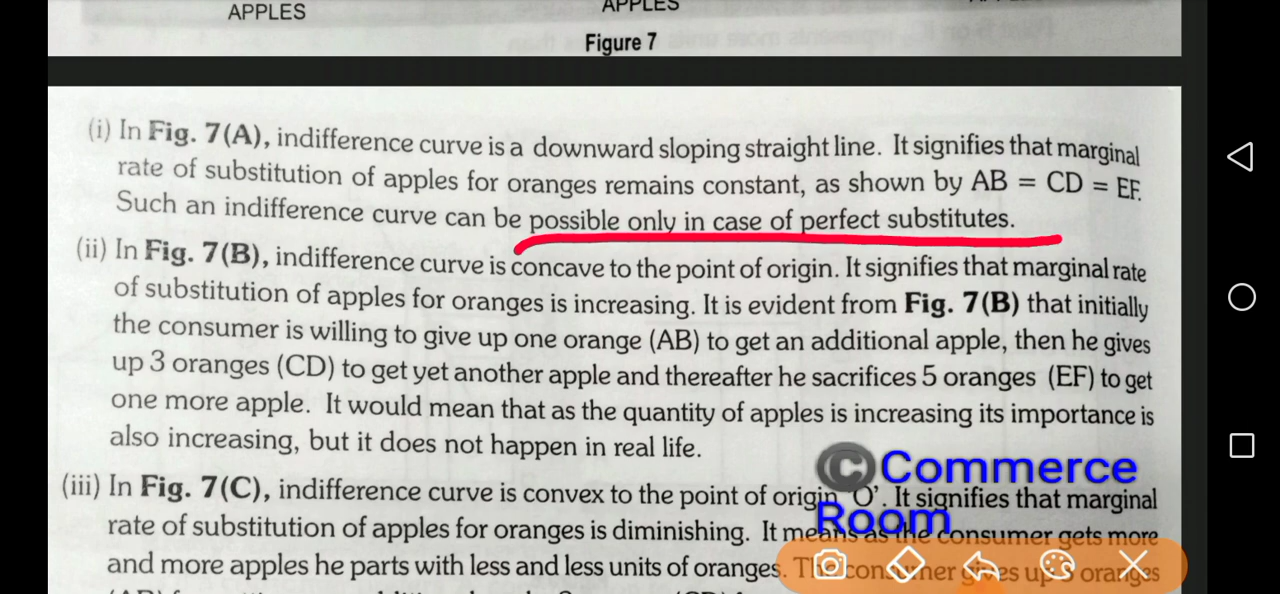 APPLES
APPLES
Figure 7
(i) In Fig. 7(A), indifference curve is a downward sloping straight line. It signifies that marginal
rate of substitution of apples for oranges remains constant, as shown by AB = CD = EF.
Such an indifference curve can be possible only in case of perfect substitutes.
(ii) In Fig. 7(B), indifference curve is concave to the point of origin. It signifies that marginal rate
of substitution of apples for oranges is increasing. It is evident from Fig. 7(B) that initially
the consumer is willing to give up one orange (AB) to get an additional apple, then he gives
up 3 oranges (CD) to get yet another apple and thereafter he sacrifices 5 oranges (EF) to get
one more apple. It would mean that as the quantity of apples is increasing its importance is
also increasing, but it does not happen in real life.
© Commerce
Room
(iii) In Fig. 7(C), indifference curve is convex to the point of origin 'O'. It signifies that marginal
rate of substitution of apples for oranges is diminishing. It means as the consumer gets more
and more apples he parts with less and less units of oranges. The consumer gives up oranges